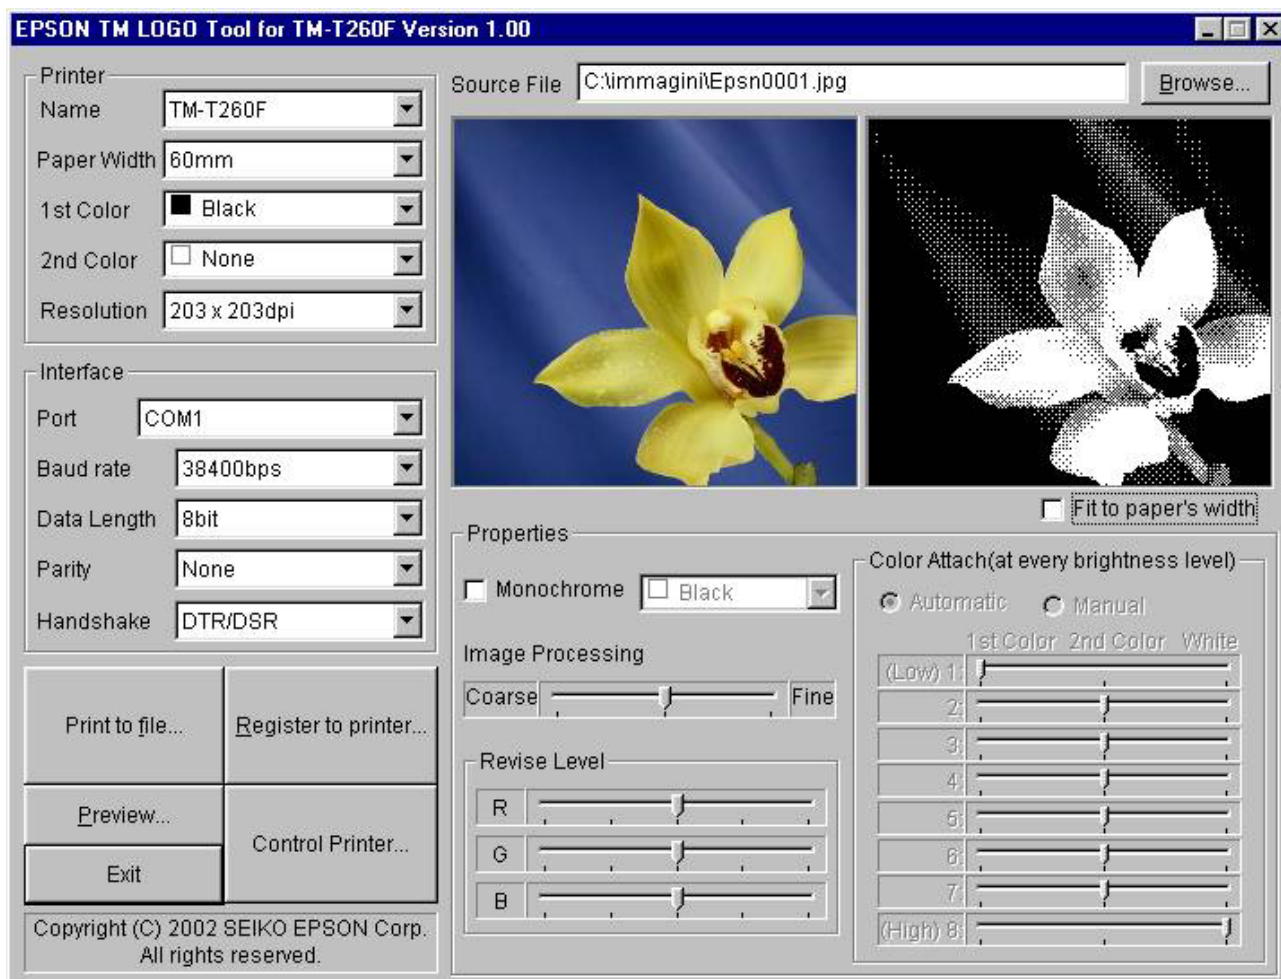 EPSON TM LOGO Tool for TM-T260F Version 1.00
Printer
Name TM-T260F
Paper Width 60mm
1st Color Black
2nd Color None
Resolution 203 x 203dpi
Interface
Port COM1
Baud rate 38400bps
Data Length 8bit
Parity None
Handshake DTR/DSR
Print to file...
Register to printer...
Preview...
Control Printer...
Exit
Copyright (C) 2002 SEIKO EPSON Corp.
All rights reserved.
Source File C:\immagini\Epsn0001.jpg Browse...
Fit to paper's width
Properties
Monochrome Black
Image Processing
Coarse Fine
Revise Level
R
G
B
Color Attach(at every brightness level)
Automatic Manual
1st Color 2nd Color White
(Low) 1:
2:
3:
4:
5:
6:
7:
(High) 8: